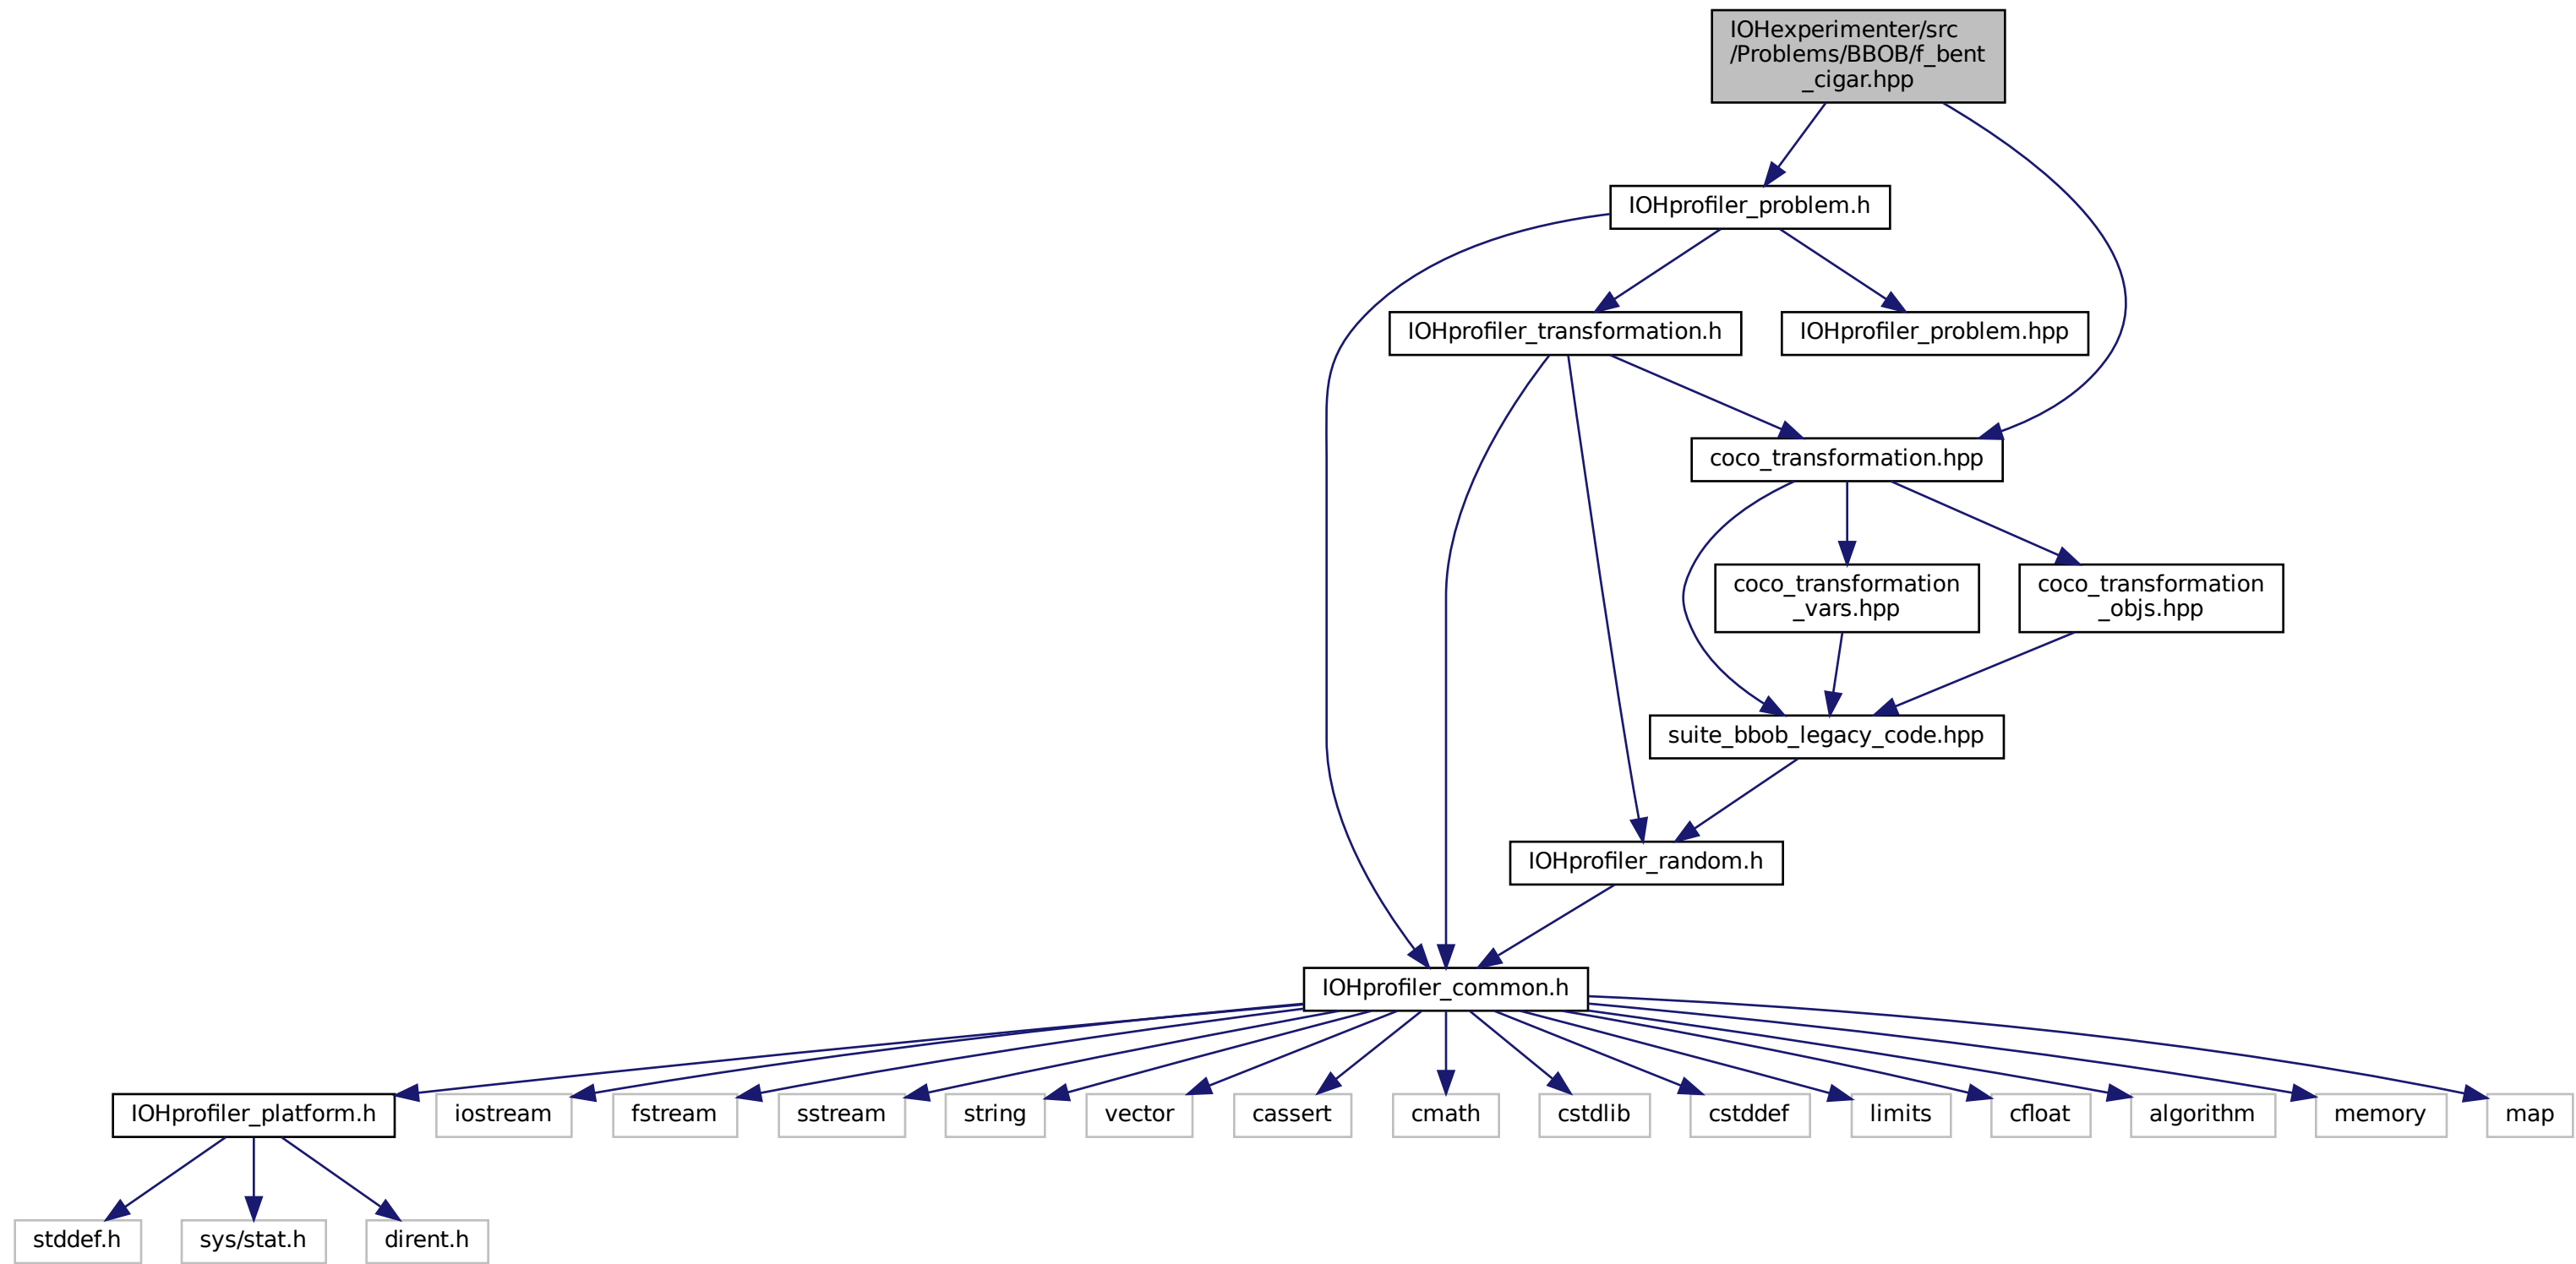 IOHexperimenter/src
/Problems/BBOB/f_bent
_cigar.hpp
IOHprofiler_problem.h
IOHprofiler_transformation.h
IOHprofiler_problem.hpp
coco_transformation.hpp
coco_transformation
_vars.hpp
coco_transformation
_objs.hpp
suite_bbob_legacy_code.hpp
IOHprofiler_random.h
IOHprofiler_common.h
IOHprofiler_platform.h
iostream
fstream
sstream
string
vector
cassert
cmath
cstdlib
cstddef
limits
cfloat
algorithm
memory
map
stddef.h
sys/stat.h
dirent.h